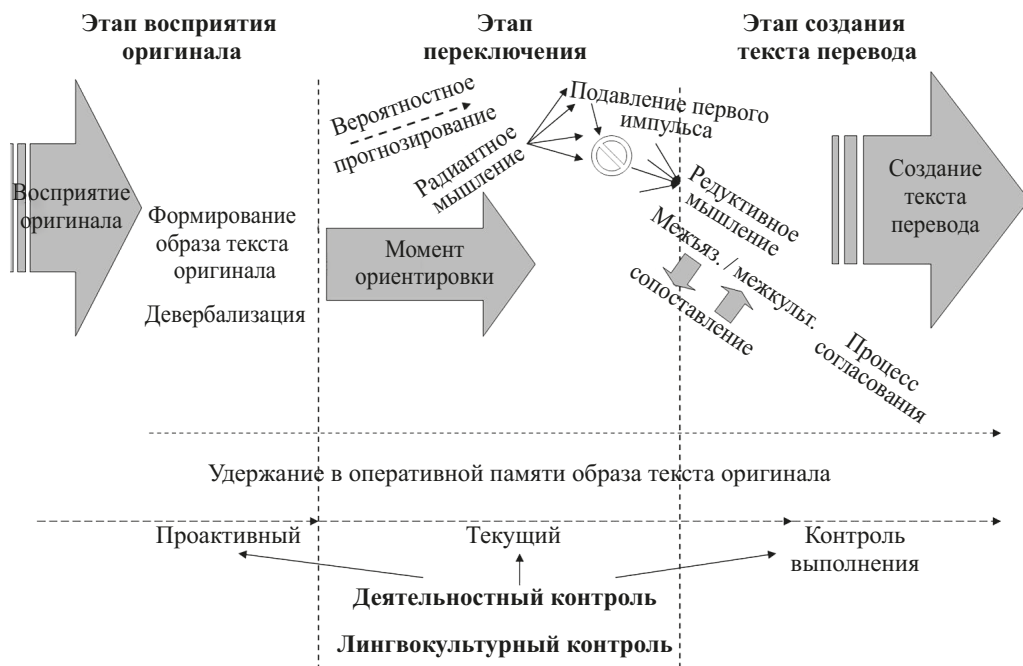 Этап восприятия
оригинала
Этап
переключения
Этап создания
текста перевода
Восприятие
оригинала
Формирование
образа текста
оригинала
Девербализация
Вероятностное
прогнозирование
Радиантное
мышление
Подавление первого
импульса
Момент
ориентировки
Редуктивное
мышление
Межъяз. / межкульт.
сопоставление
Процесс
согласования
Создание
текста
перевода
Удержание в оперативной памяти образа текста оригинала
Проактивный
Текущий
Контроль
выполнения
Деятельностный контроль
Лингвокультурный контроль